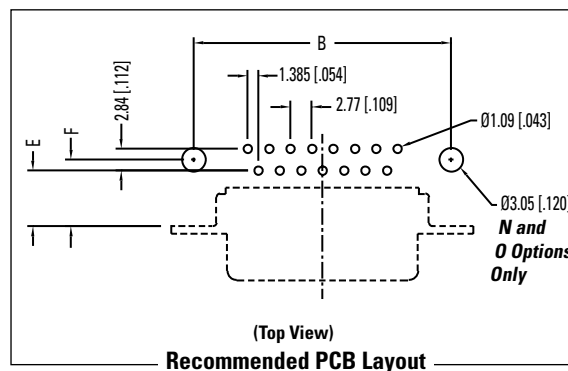 B
1.385 [.054]
2.84 [.112]
2.77 [.109]
E
F
Ø1.09 [.043]
Ø3.05 [.120]
N and
O Options
Only
(Top View)
Recommended PCB Layout